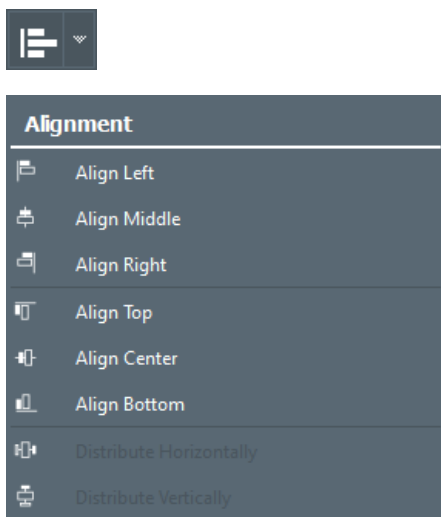 Alignment
Align Left
Align Middle
Align Right
Align Top
Align Center
Align Bottom
Distribute Horizontally
Distribute Vertically